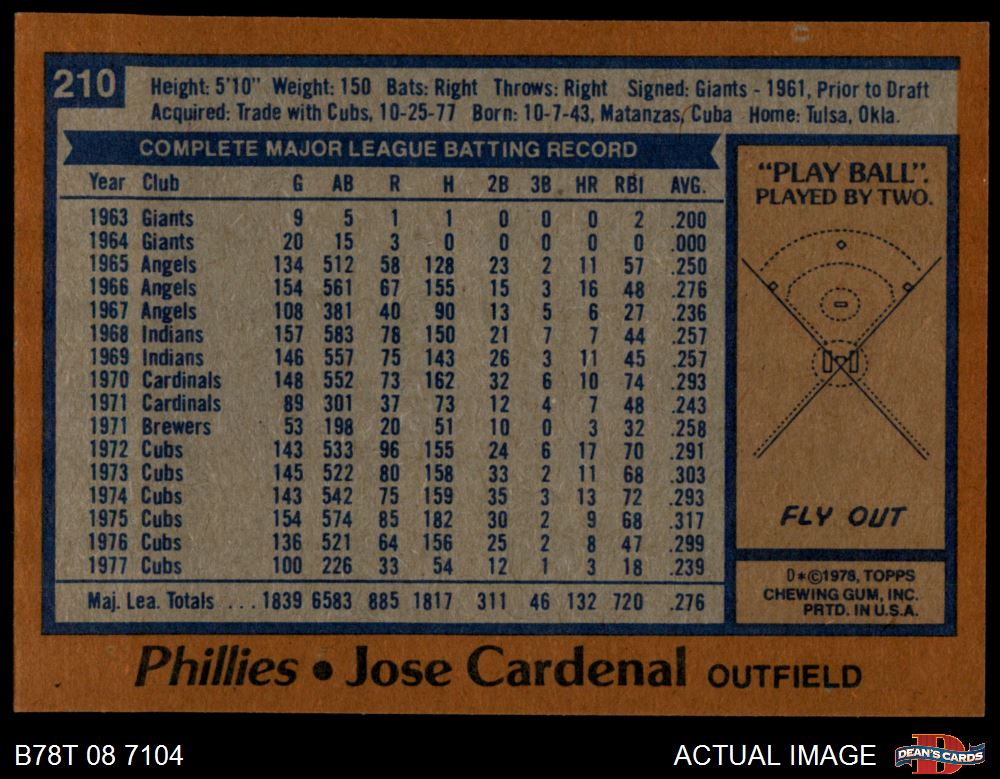 210
Height: 5'10" Weight: 150 Bats: Right Throws: Right Signed: Giants - 1961, Prior to Draft
Acquired: Trade with Cubs, 10-25-77 Born: 10-7-43, Matanzas, Cuba Home: Tulsa, Okla.
COMPLETE MAJOR LEAGUE BATTING RECORD
Year Club G AB R H 2B 3B HR RBI AVG.
1963 Giants 9 5 1 1 0 0 0 2 .200
1964 Giants 20 15 3 0 0 0 0 0 .000
1965 Angels 134 512 58 128 23 2 11 57 .250
1966 Angels 154 561 67 155 15 3 16 48 .276
1967 Angels 108 381 40 90 13 5 6 27 .236
1968 Indians 157 583 78 150 21 7 7 44 .257
1969 Indians 146 557 75 143 26 3 11 45 .257
1970 Cardinals 148 552 73 162 32 6 10 74 .293
1971 Cardinals 89 301 37 73 12 4 7 48 .243
1971 Brewers 53 198 20 51 10 0 3 32 .258
1972 Cubs 143 533 96 155 24 6 17 70 .291
1973 Cubs 145 522 80 158 33 2 11 68 .303
1974 Cubs 143 542 75 159 35 3 13 72 .293
1975 Cubs 154 574 85 182 30 2 9 68 .317
1976 Cubs 136 521 64 156 25 2 8 47 .299
1977 Cubs 100 226 33 54 12 1 3 18 .239
Maj. Lea. Totals ... 1839 6583 885 1817 311 46 132 720 .276
"PLAY BALL".
PLAYED BY TWO.
FLY OUT
D*©1978, TOPPS
CHEWING GUM, INC.
PRTD. IN U.S.A.
Phillies • Jose Cardenal OUTFIELD
B78T 08 7104
ACTUAL IMAGE
DEAN'S CARDS